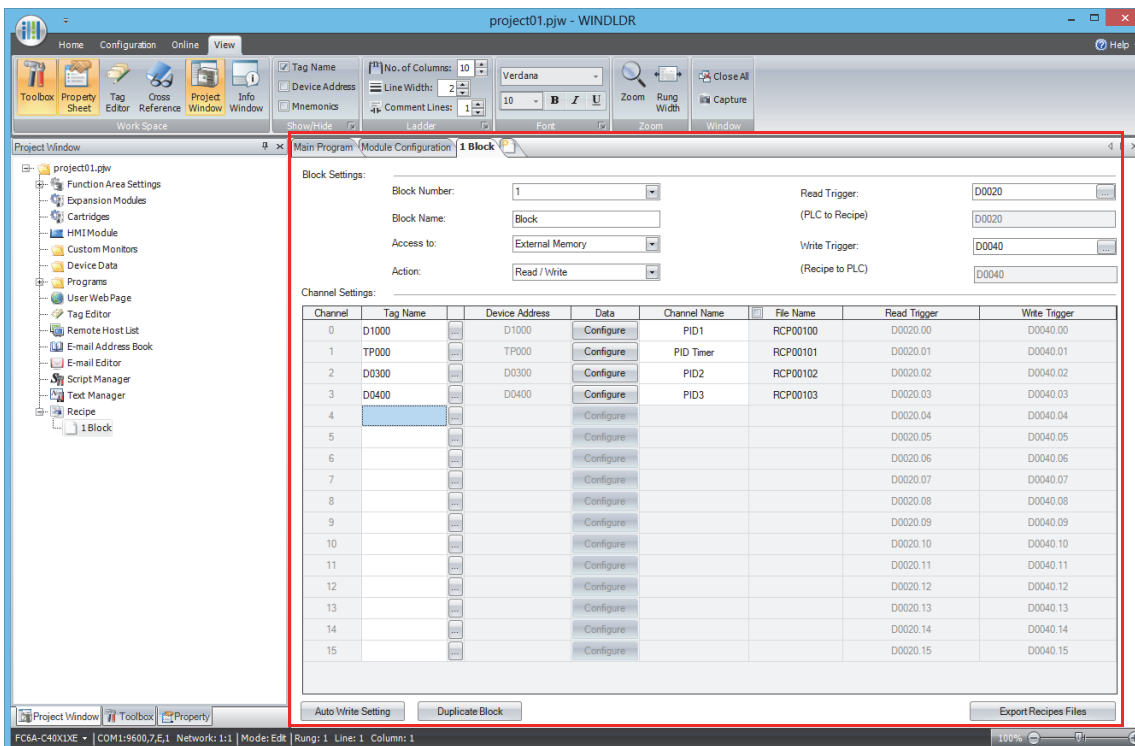 project01.pjw - WINDLDR
Home Configuration Online View Help
Toolbox Property Sheet Tag Editor Cross Reference Project Window Info Window
Work Space
Tag Name
Device Address
Mnemonics
Show/Hide
No. of Columns: 10
Line Width: 2
Comment Lines: 1
Ladder
Verdana
10 B I U
Font
Zoom Rung Width
Zoom
Close All
Capture
Window
Project Window
project01.pjw
Function Area Settings
Expansion Modules
Cartridges
HMI Module
Custom Monitors
Device Data
Programs
User Web Page
Tag Editor
Remote Host List
E-mail Address Book
E-mail Editor
Script Manager
Text Manager
Recipe
1 Block
Main Program Module Configuration 1 Block
Block Settings:
Block Number: 1 Read Trigger: D0020 ...
Block Name: Block (PLC to Recipe) D0020
Access to: External Memory Write Trigger: D0040 ...
Action: Read / Write (Recipe to PLC) D0040
Channel Settings:
Channel Tag Name Device Address Data Channel Name File Name Read Trigger Write Trigger
0 D1000 ... D1000 Configure PID1 RCP00100 D0020.00 D0040.00
1 TP000 ... TP000 Configure PID Timer RCP00101 D0020.01 D0040.01
2 D0300 ... D0300 Configure PID2 RCP00102 D0020.02 D0040.02
3 D0400 ... D0400 Configure PID3 RCP00103 D0020.03 D0040.03
4 ... Configure D0020.04 D0040.04
5 ... Configure D0020.05 D0040.05
6 ... Configure D0020.06 D0040.06
7 ... Configure D0020.07 D0040.07
8 ... Configure D0020.08 D0040.08
9 ... Configure D0020.09 D0040.09
10 ... Configure D0020.10 D0040.10
11 ... Configure D0020.11 D0040.11
12 ... Configure D0020.12 D0040.12
13 ... Configure D0020.13 D0040.13
14 ... Configure D0020.14 D0040.14
15 ... Configure D0020.15 D0040.15
Auto Write Setting Duplicate Block Export Recipes Files
Project Window Toolbox Property
FC6A-C40X1XE COM1:9600,7,E,1 Network: 1:1 Mode: Edit Rung: 1 Line: 1 Column: 1 100%